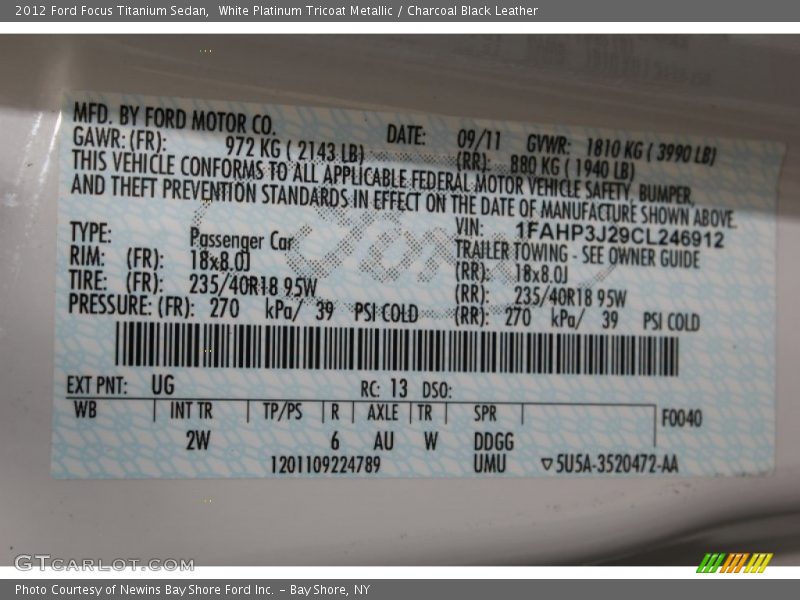 2012 Ford Focus Titanium Sedan,  White Platinum Tricoat Metallic / Charcoal Black Leather
MFD. BY FORD MOTOR CO.
DATE: 09/11 GVWR: 1810 KG ( 3990 LB)
GAWR: (FR): 972 KG ( 2143 LB) (RR): 880 KG ( 1940 LB)
THIS VEHICLE CONFORMS TO ALL APPLICABLE FEDERAL MOTOR VEHICLE SAFETY, BUMPER,
AND THEFT PREVENTION STANDARDS IN EFFECT ON THE DATE OF MANUFACTURE SHOWN ABOVE.
VIN: 1FAHP3J29CL246912
TYPE: Passenger Car TRAILER TOWING - SEE OWNER GUIDE
RIM: (FR): 18x8.0J (RR): 18x8.0J
TIRE: (FR): 235/40R18 95W (RR): 235/40R18 95W
PRESSURE: (FR): 270 kPa/ 39 PSI COLD (RR): 270 kPa/ 39 PSI COLD
Ford
EXT PNT: UG RC: 13 DSO:
WB INT TR TP/PS R AXLE TR SPR F0040
2W 6 AU W DDGG
1201109224789 UMU ▽5U5A-3520472-AA
GTCARLOT.COM
Photo Courtesy of Newins Bay Shore Ford Inc. - Bay Shore, NY